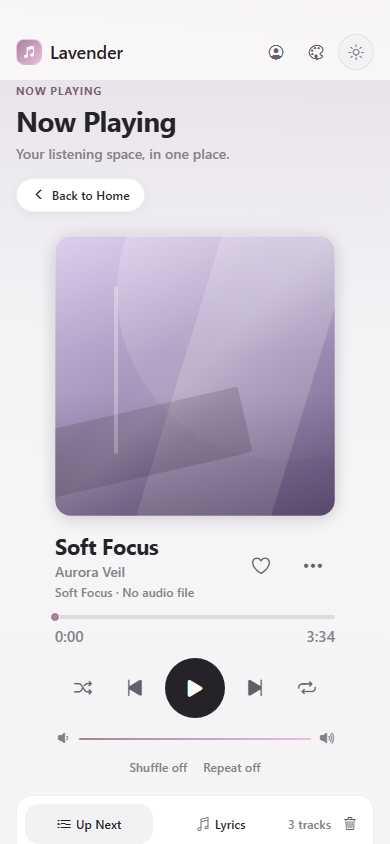 Lavender
NOW PLAYING
Now Playing
Your listening space, in one place.
Back to Home
Soft Focus
Aurora Veil
Soft Focus · No audio file
0:00 3:34
Shuffle off Repeat off
Up Next Lyrics 3 tracks